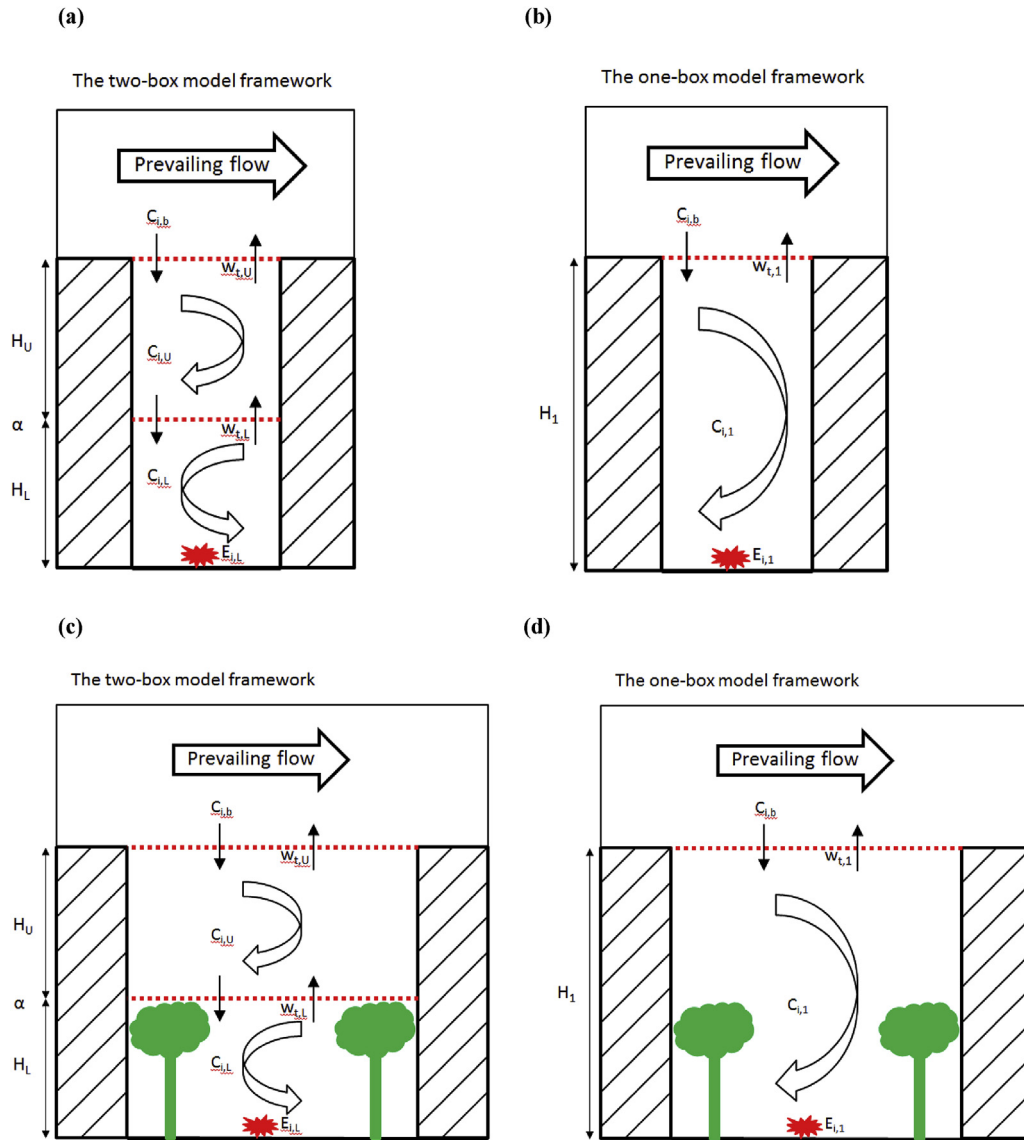 (a)
The two-box model framework
Prevailing flow
Ci,b
wt,U
HU
Ci,U
α
wt,L
HL
Ci,L
Ei,L
(b)
The one-box model framework
Prevailing flow
Ci,b
wt,1
H1
Ci,1
Ei,1
(c)
The two-box model framework
Prevailing flow
Ci,b
wt,U
HU
Ci,U
α
wt,L
HL
Ci,L
Ei,L
(d)
The one-box model framework
Prevailing flow
Ci,b
wt,1
H1
Ci,1
Ei,1